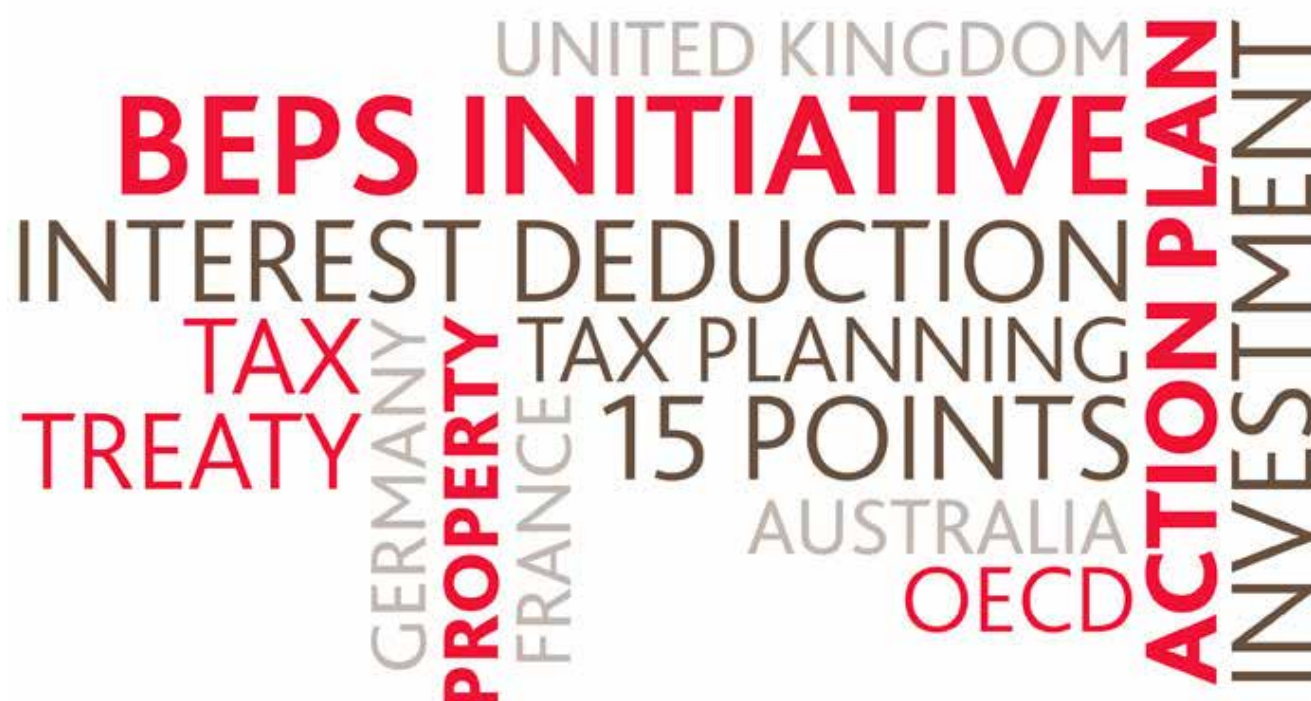 UNITED KINGDOM
BEPS INITIATIVE
INTEREST DEDUCTION
TAX
TREATY
GERMANY
PROPERTY
FRANCE
TAX PLANNING
15 POINTS
AUSTRALIA
OECD
ACTION PLAN
INVESTMENT